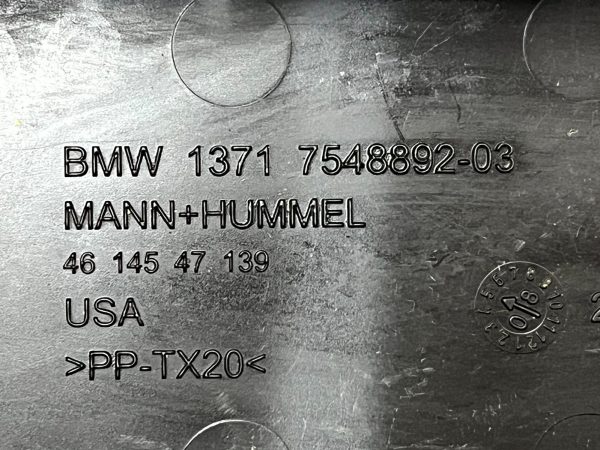 BMW 1371 7548892-03
MANN+HUMMEL
46 145 47 139
USA
>PP-TX20<